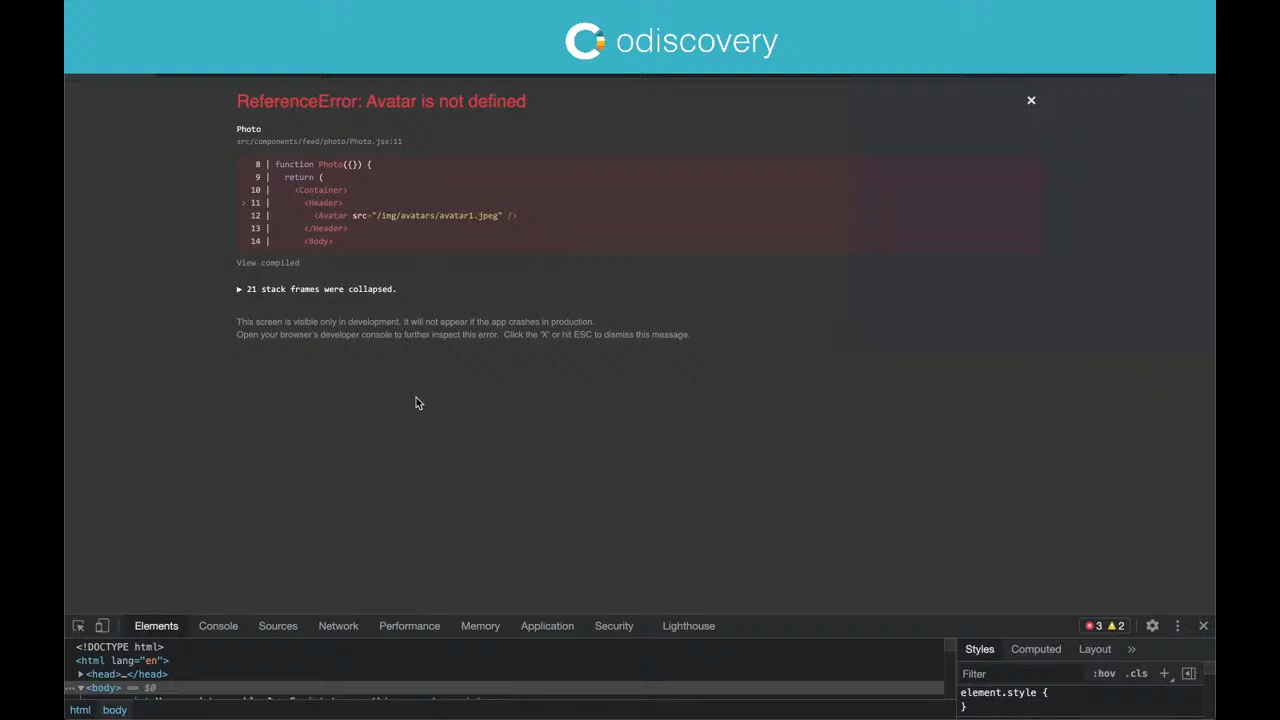 odiscovery
ReferenceError: Avatar is not defined
×
Photo
src/components/feed/photo/Photo.jsx:11
8 | function Photo({}) {
9 |   return (
10 |     <Container>
> 11 |       <Header>
12 |         <Avatar src="/img/avatars/avatar1.jpeg" />
13 |       </Header>
14 |       <Body>
View compiled
▶ 21 stack frames were collapsed.
This screen is visible only in development. It will not appear if the app crashes in production.
Open your browser's developer console to further inspect this error. Click the 'X' or hit ESC to dismiss this message.
Elements Console Sources Network Performance Memory Application Security Lighthouse 3 2
<!DOCTYPE html>
<html lang="en">
▶<head>…</head>
…▼<body> == $0
html body
Styles Computed Layout »
Filter :hov .cls +
element.style {
}